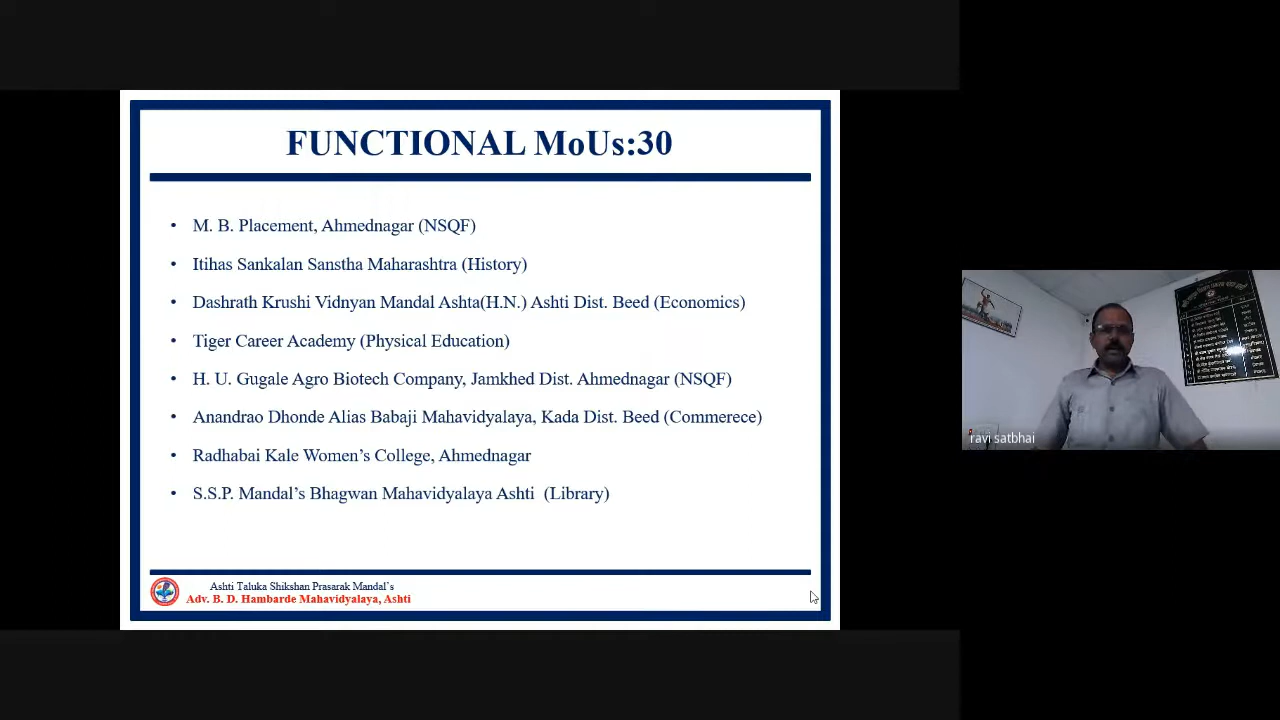 FUNCTIONAL MoUs:30
• M. B. Placement, Ahmednagar (NSQF)
• Itihas Sankalan Sanstha Maharashtra (History)
• Dashrath Krushi Vidnyan Mandal Ashta(H.N.) Ashti Dist. Beed (Economics)
• Tiger Career Academy (Physical Education)
• H. U. Gugale Agro Biotech Company, Jamkhed Dist. Ahmednagar (NSQF)
• Anandrao Dhonde Alias Babaji Mahavidyalaya, Kada Dist. Beed (Commerece)
• Radhabai Kale Women’s College, Ahmednagar
• S.S.P. Mandal’s Bhagwan Mahavidyalaya Ashti (Library)
Ashti Taluka Shikshan Prasarak Mandal’s
Adv. B. D. Hambarde Mahavidyalaya, Ashti
ravi satbhai